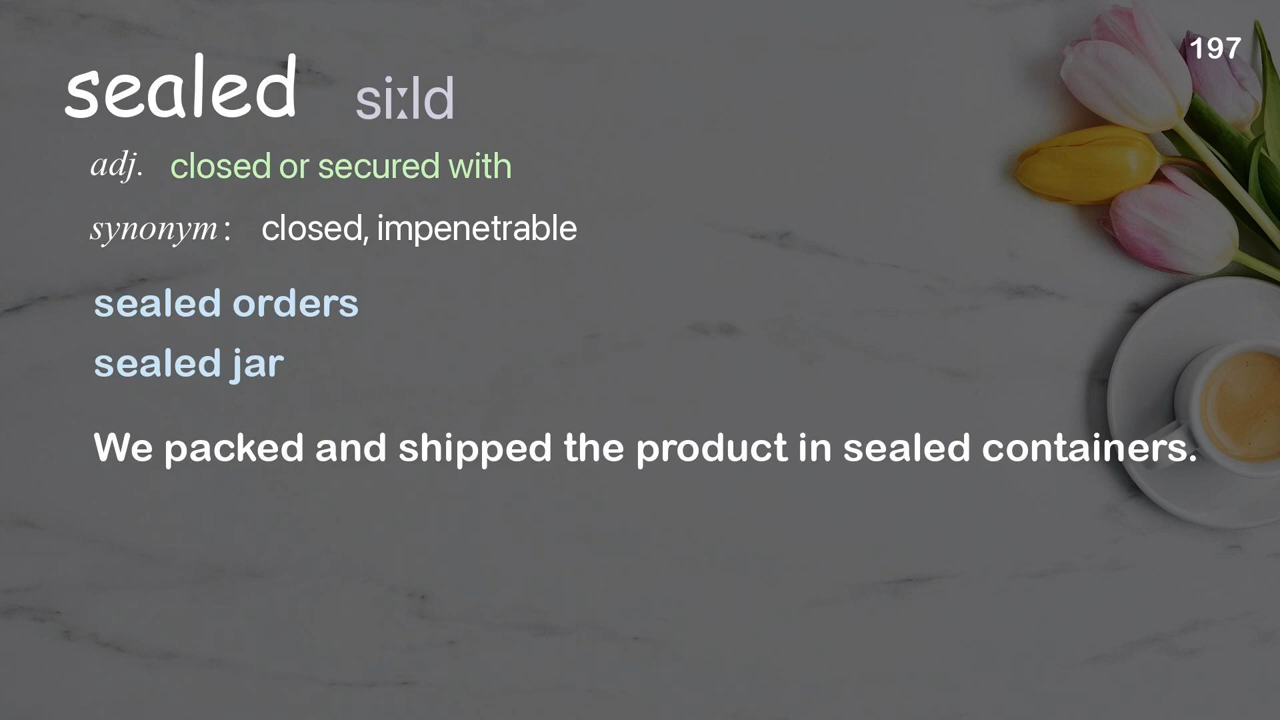 197
sealed si:ld
adj. closed or secured with
synonym: closed, impenetrable
sealed orders
sealed jar
We packed and shipped the product in sealed containers.